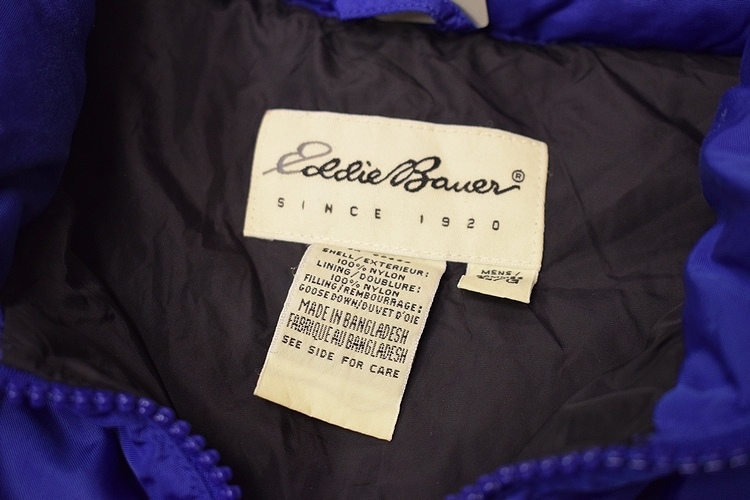 Eddie Bauer®
SINCE 1920
SHELL/EXTERIEUR:
100% NYLON
LINING/DOUBLURE:
100% NYLON
FILLING/REMBOURRAGE:
GOOSE DOWN/DUVET D'OIE
MADE IN BANGLADESH
FABRIQUE AU BANGLADESH
SEE SIDE FOR CARE
MENS/